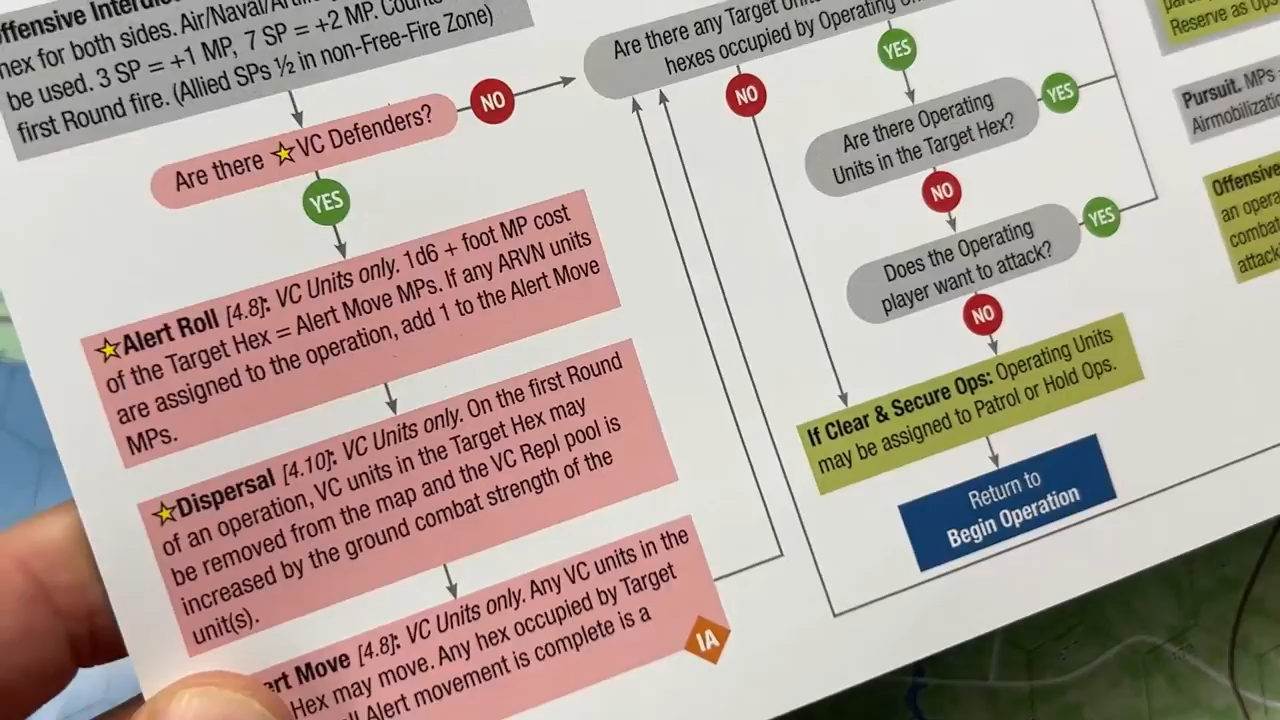 ffensive Interdic
hex for both sides. Air/Naval/Artil
be used. 3 SP = +1 MP, 7 SP = +2 MP. Count
first Round fire. (Allied SPs ½ in non-Free-Fire Zone)
Are there VC Defenders?
NO
YES
Alert Roll [4.8]: VC Units only. 1d6 + foot MP cost
of the Target Hex = Alert Move MPs. If any ARVN units
are assigned to the operation, add 1 to the Alert Move
MPs.
Dispersal [4.10]: VC Units only. On the first Round
of an operation, VC units in the Target Hex may
be removed from the map and the VC Repl pool is
increased by the ground combat strength of the
unit(s).
ert Move [4.8]: VC Units only. Any VC units in the
Hex may move. Any hex occupied by Target
ll Alert movement is complete is a
IA
Are there any Target Unit
hexes occupied by Operating Un
NO
YES
Are there Operating
Units in the Target Hex?
YES
NO
Does the Operating
player want to attack?
YES
NO
If Clear & Secure Ops: Operating Units
may be assigned to Patrol or Hold Ops.
Return to
Begin Operation
Reserve as Ops
Pursuit. MPs
Airmobilizatio
Offensive
an opera
combat
attack